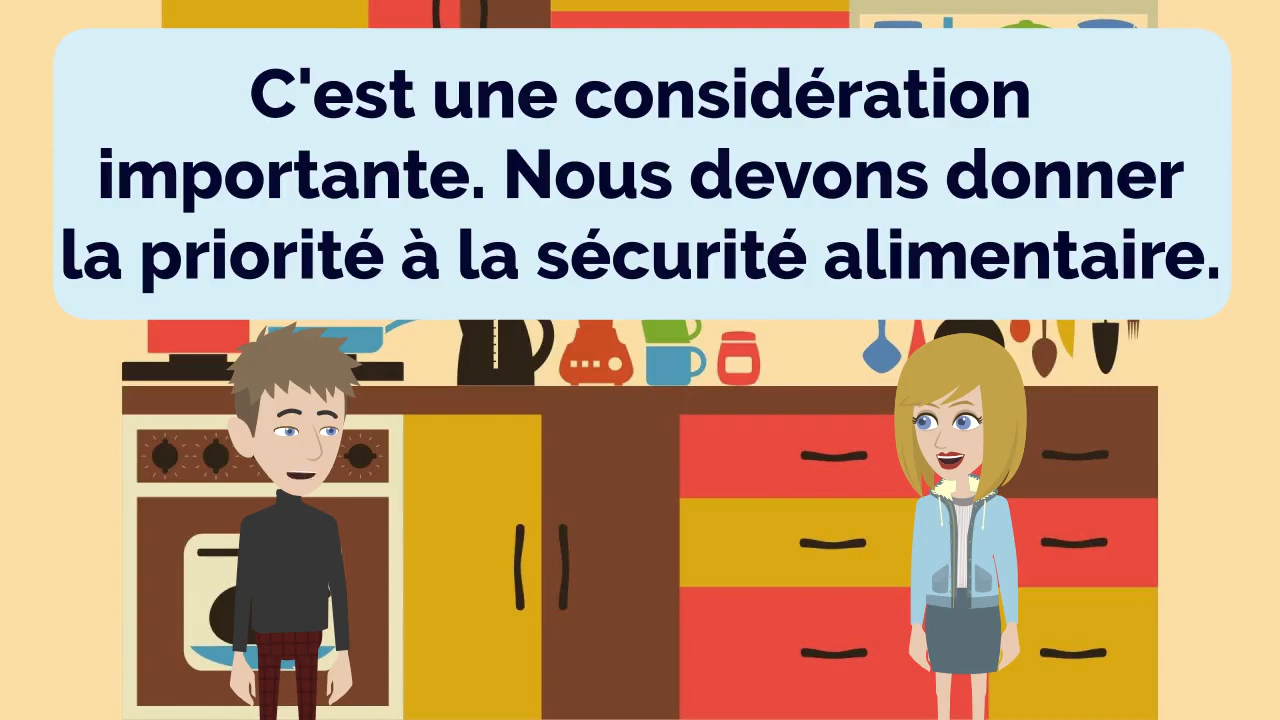 C'est une considération
importante. Nous devons donner
la priorité à la sécurité alimentaire.